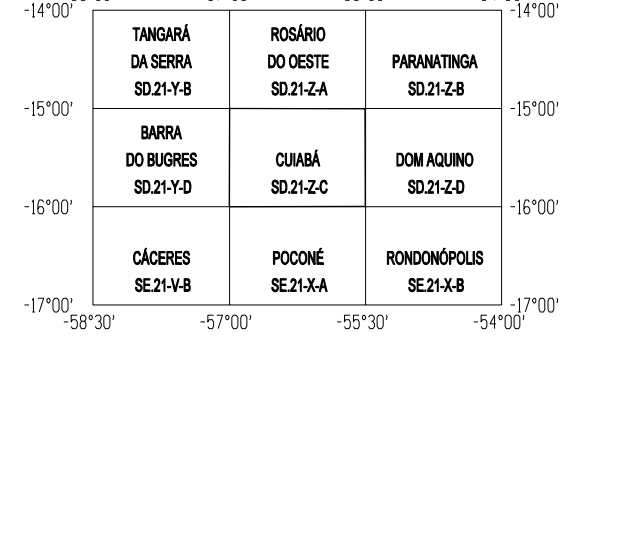 -14°00'
-14°00'
TANGARÁ
DA SERRA
SD.21-Y-B
ROSÁRIO
DO OESTE
SD.21-Z-A
PARANATINGA
SD.21-Z-B
-15°00'
-15°00'
BARRA
DO BUGRES
SD.21-Y-D
CUIABÁ
SD.21-Z-C
DOM AQUINO
SD.21-Z-D
-16°00'
-16°00'
CÁCERES
SE.21-V-B
POCONÉ
SE.21-X-A
RONDONÓPOLIS
SE.21-X-B
-17°00'
-17°00'
-58°30' -57°00' -55°30' -54°00'